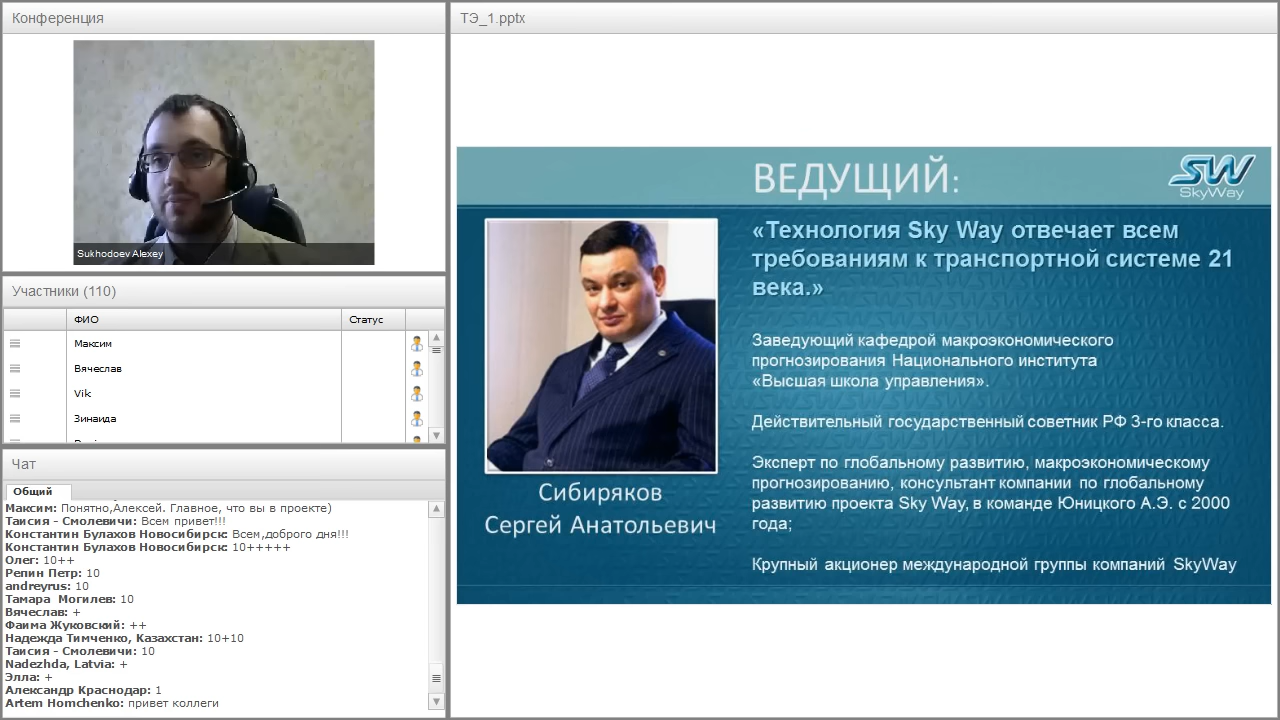 Конференция
Sukhodoev Alexey
Участники (110)
ФИО Статус
Максим
Вячеслав
Vik
Зинаида
Чат
Общий
Максим: Понятно,Алексей. Главное, что вы в проекте)
Таисия - Смолевичи: Всем привет!!!
Константин Булахов Новосибирск: Всем,доброго дня!!!
Константин Булахов Новосибирск: 10+++++
Олег: 10++
Репин Петр: 10
andreyrus: 10
Тамара Могилев: 10
Вячеслав: +
Фаима Жуковский: ++
Надежда Тимченко, Казахстан: 10+10
Таисия - Смолевичи: 10
Nadezhda, Latvia: +
Элла: +
Александр Краснодар: 1
Artem Homchenko: привет коллеги
ТЭ_1.pptx
ВЕДУЩИЙ:
SW
SkyWay
«Технология Sky Way отвечает всем
требованиям к транспортной системе 21
века.»
Заведующий кафедрой макроэкономического
прогнозирования Национального института
«Высшая школа управления».
Действительный государственный советник РФ 3-го класса.
Эксперт по глобальному развитию, макроэкономическому
прогнозированию, консультант компании по глобальному
развитию проекта Sky Way, в команде Юницкого А.Э. с 2000
года;
Крупный акционер международной группы компаний SkyWay
Сибиряков
Сергей Анатольевич